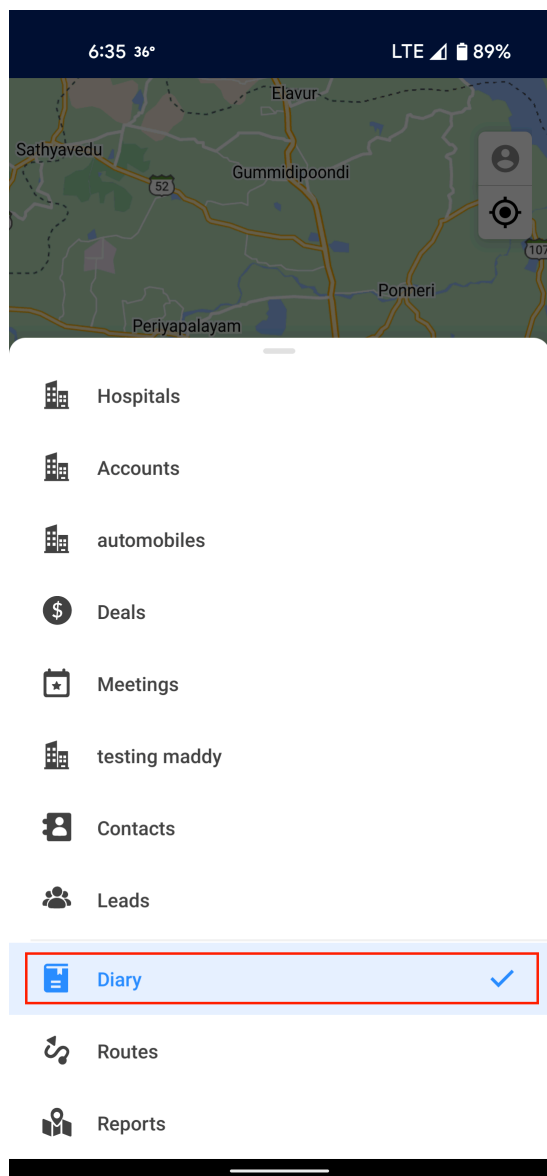 6:35 36° LTE 89%
Elavur
Sathyavedu
Gummidipoondi
52
107
Ponneri
Periyapalayam
Hospitals
Accounts
automobiles
$ Deals
Meetings
testing maddy
Contacts
Leads
Diary
Routes
Reports